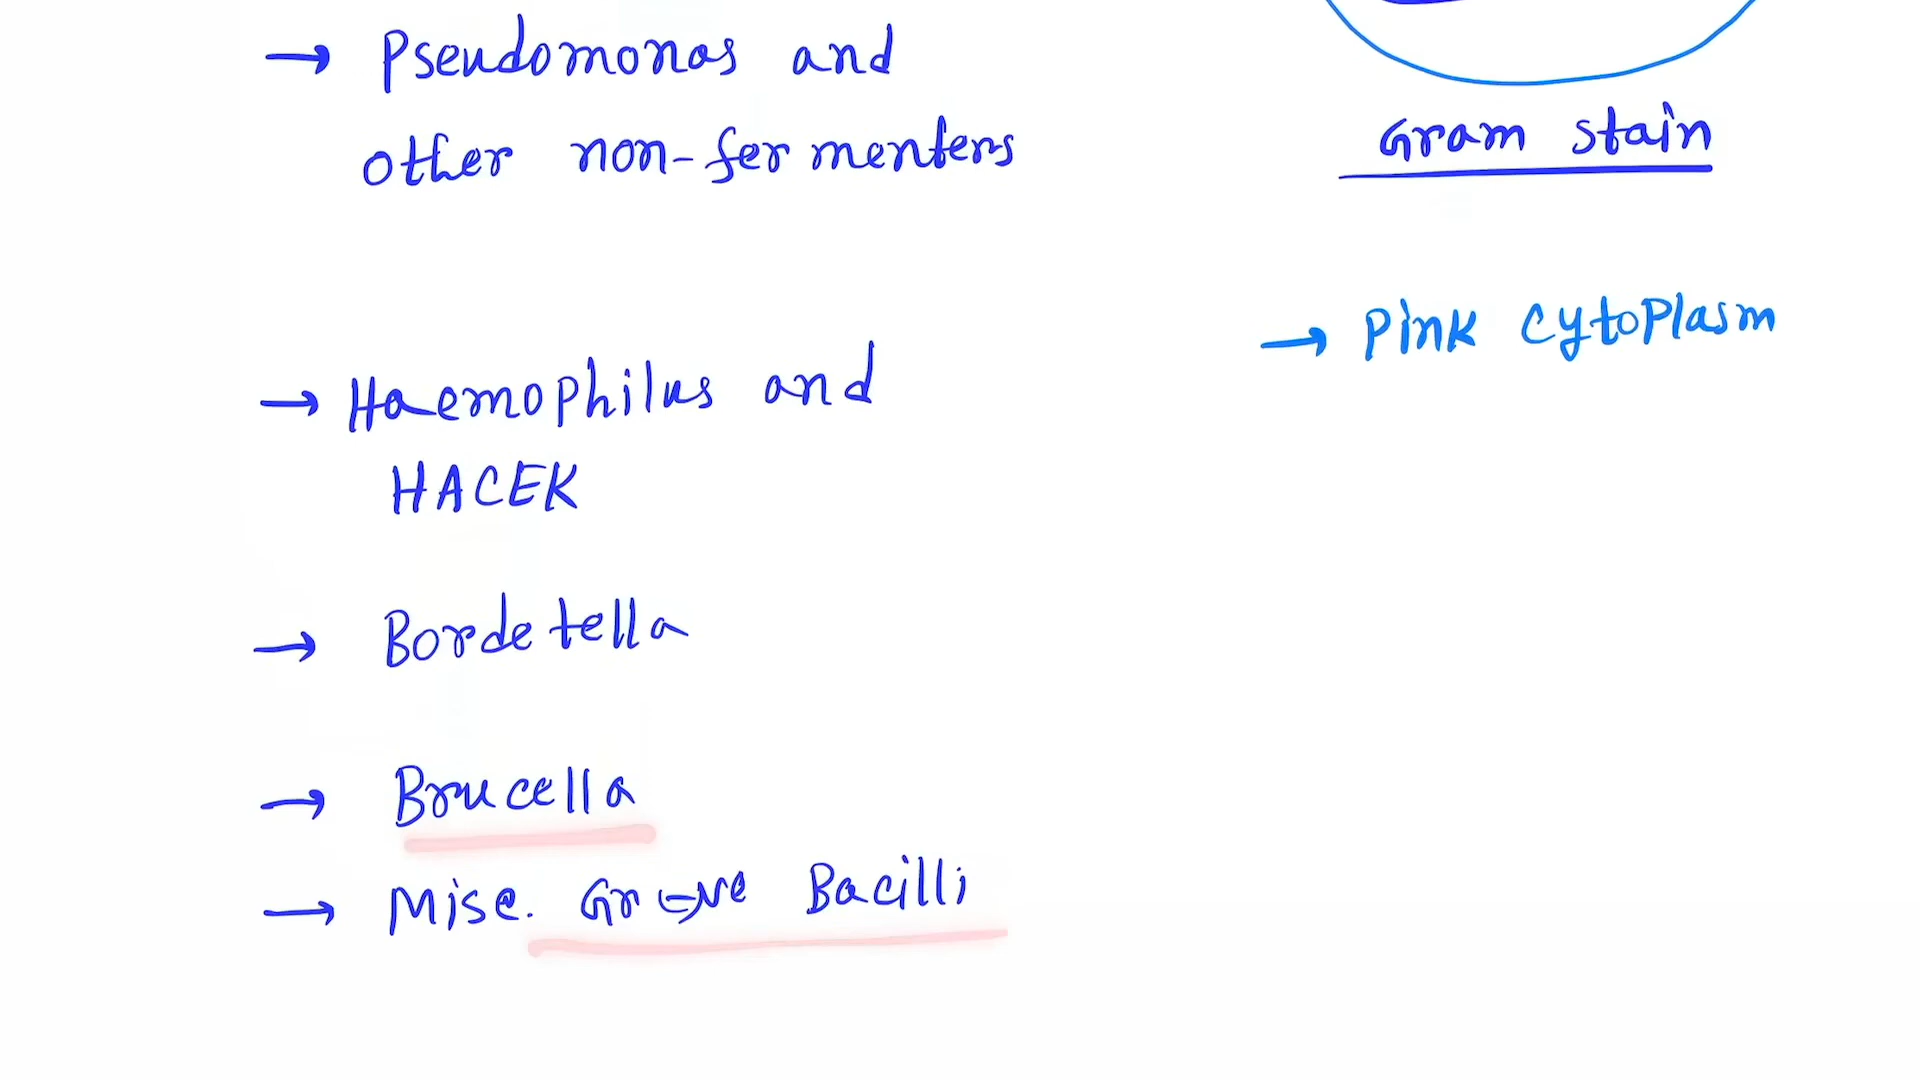 → Pseudomonas and
other non-fermenters
→ Haemophilus and
HACEK
→ Bordetella
→ Brucella
→ Misc. Gr -ve Bacilli
Gram stain
→ Pink cytoplasm